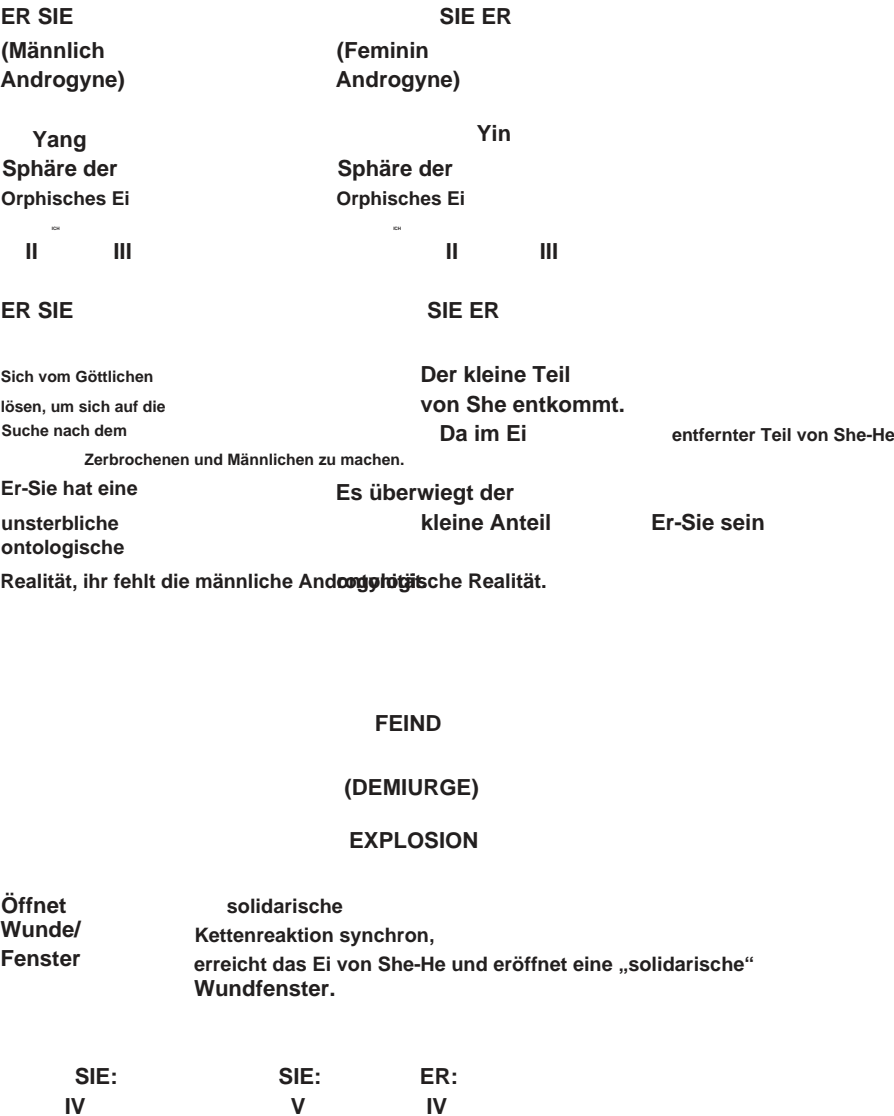 ER SIE SIE ER
(Männlich (Feminin
Androgyne) Androgyne)
Yang Yin
Sphäre der Sphäre der
Orphisches Ei Orphisches Ei
ICH ICH
II III II III
ER SIE SIE ER
Sich vom Göttlichen Der kleine Teil
lösen, um sich auf die von She entkommt.
Suche nach dem Da im Ei entfernter Teil von She-He
Zerbrochenen und Männlichen zu machen.
Er-Sie hat eine Es überwiegt der
unsterbliche kleine Anteil Er-Sie sein
ontologische
Realität, ihr fehlt die männliche Androgynität. ontologische Realität.
FEIND
(DEMIURGE)
EXPLOSION
Öffnet solidarische
Wunde/ Kettenreaktion synchron,
Fenster erreicht das Ei von She-He und eröffnet eine „solidarische“
Wundfenster.
SIE: SIE: ER:
IV V IV